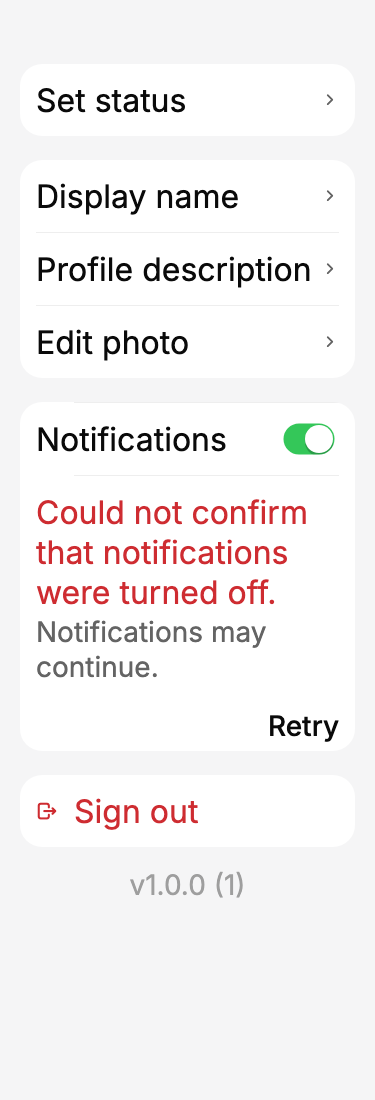 Set status
Display name
Profile description
Edit photo
Notifications
Could not confirm
that notifications
were turned off.
Notifications may
continue.
Retry
Sign out
v1.0.0 (1)